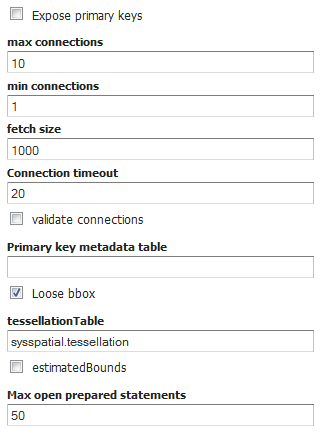 Expose primary keys
max connections
10
min connections
1
fetch size
1000
Connection timeout
20
validate connections
Primary key metadata table
Loose bbox
tessellationTable
sysspatial.tessellation
estimatedBounds
Max open prepared statements
50